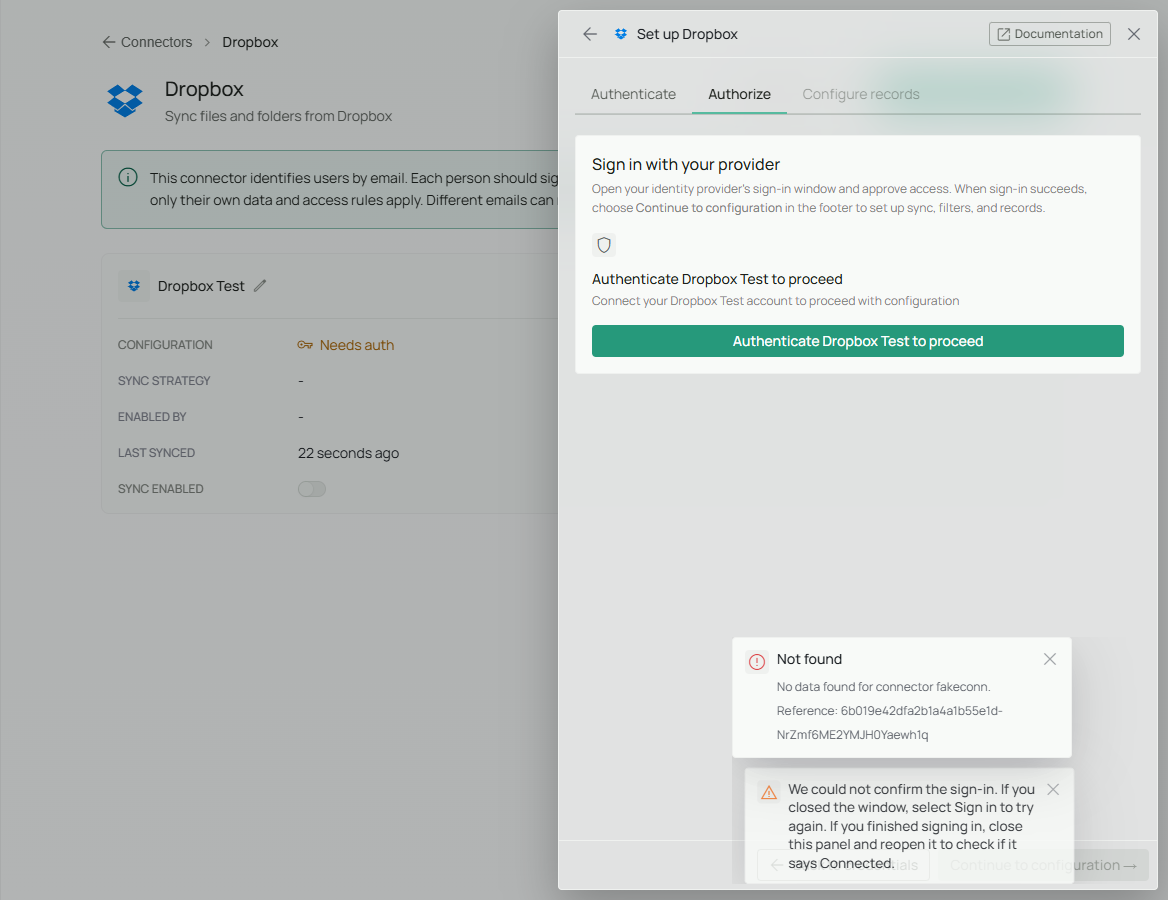 Connectors > Dropbox
Dropbox
Sync files and folders from Dropbox
This connector identifies users by email. Each person should sig
only their own data and access rules apply. Different emails can
Dropbox Test
CONFIGURATION Needs auth
SYNC STRATEGY -
ENABLED BY -
LAST SYNCED 22 seconds ago
SYNC ENABLED
Set up Dropbox
Documentation
Authenticate Authorize Configure records
Sign in with your provider
Open your identity provider's sign-in window and approve access. When sign-in succeeds,
choose Continue to configuration in the footer to set up sync, filters, and records.
Authenticate Dropbox Test to proceed
Connect your Dropbox Test account to proceed with configuration
Authenticate Dropbox Test to proceed
Not found
No data found for connector fakeconn.
Reference: 6b019e42dfa2b1a4a1b55e1d-
NrZmf6ME2YMJH0Yaewh1q
We could not confirm the sign-in. If you
closed the window, select Sign in to try
again. If you finished signing in, close
this panel and reopen it to check if it
says Connected.
Continue to configuration →